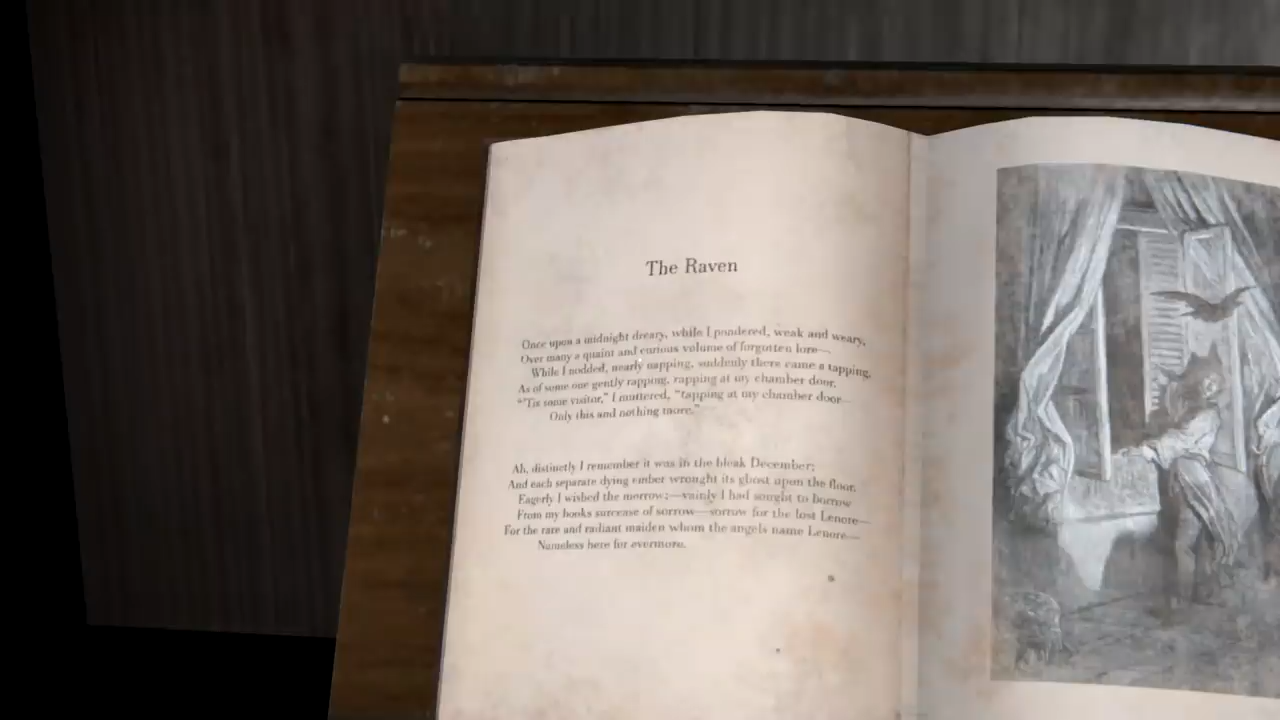 The Raven
Once upon a midnight dreary, while I pondered, weak and weary,
Over many a quaint and curious volume of forgotten lore—,
While I nodded, nearly napping, suddenly there came a tapping,
As of some one gently rapping, rapping at my chamber door.
"'Tis some visitor," I muttered, "tapping at my chamber door—
Only this and nothing more."
Ah, distinctly I remember it was in the bleak December;
And each separate dying ember wrought its ghost upon the floor.
Eagerly I wished the morrow;—vainly I had sought to borrow
From my books surcease of sorrow—sorrow for the lost Lenore—
For the rare and radiant maiden whom the angels name Lenore—
Nameless here for evermore.